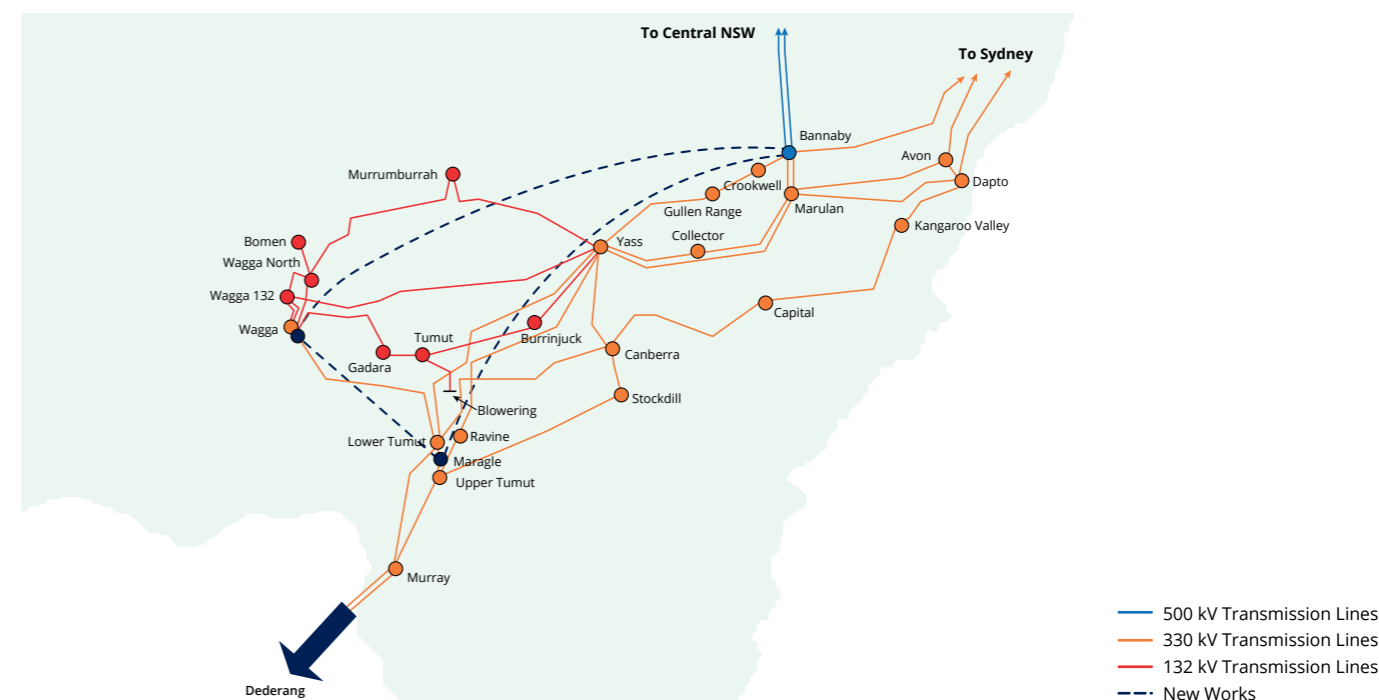 To Central NSW
To Sydney
Bannaby
Avon
Murrumburrah
Crookwell
Dapto
Gullen Range
Marulan
Kangaroo Valley
Bomen
Yass
Collector
Wagga North
Wagga 132
Capital
Wagga
Tumut
Burrinjuck
Canberra
Gadara
Stockdill
Blowering
Lower Tumut
Ravine
Maragle
Upper Tumut
Murray
Dederang
500 kV Transmission Lines
330 kV Transmission Lines
132 kV Transmission Lines
New Works